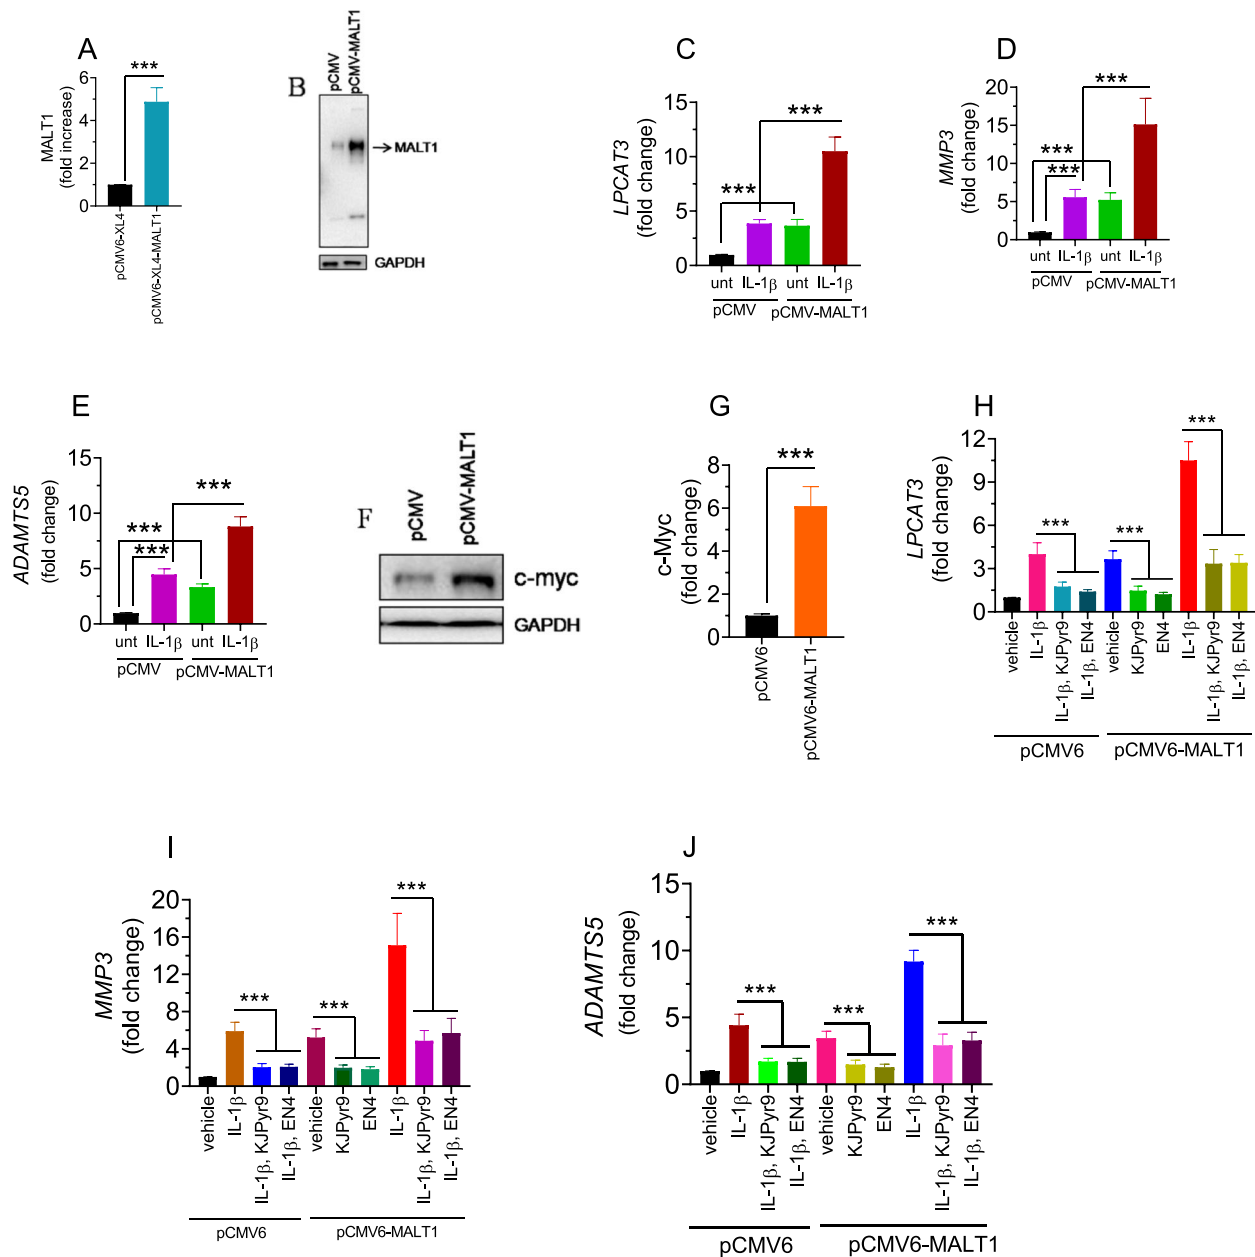 A
***
6
4
2
0
MALT1
(fold increase)
pCMV6-XL4
pCMV6-XL4-MALT1
B
pCMV
pCMV-MALT1
MALT1
GAPDH
C
***
***
15
10
5
0
LPCAT3
(fold change)
unt IL-1β unt IL-1β
pCMV pCMV-MALT1
D
***
***
***
20
15
10
5
0
MMP3
(fold change)
unt IL-1β unt IL-1β
pCMV pCMV-MALT1
E
***
***
***
15
10
5
0
ADAMTS5
(fold change)
unt IL-1β unt IL-1β
pCMV pCMV-MALT1
F
pCMV
pCMV-MALT1
c-myc
GAPDH
G
***
8
6
4
2
0
c-Myc
(fold change)
pCMV6
pCMV6-MALT1
H
***
***
***
12
9
6
3
0
LPCAT3
(fold change)
vehicle
IL-1β
IL-1β, KJPyr9
IL-1β, EN4
vehicle
KJPyr9
EN4
IL-1β
IL-1β, KJPyr9
IL-1β, EN4
pCMV6 pCMV6-MALT1
I
***
***
***
20
16
12
8
4
0
MMP3
(fold change)
vehicle
IL-1β
IL-1β, KJPyr9
IL-1β, EN4
vehicle
KJPyr9
EN4
IL-1β
IL-1β, KJPyr9
IL-1β, EN4
pCMV6 pCMV6-MALT1
J
***
***
***
15
10
5
0
ADAMTS5
(fold change)
vehicle
IL-1β
IL-1β, KJPyr9
IL-1β, EN4
vehicle
KJPyr9
EN4
IL-1β
IL-1β, KJPyr9
IL-1β, EN4
pCMV6 pCMV6-MALT1